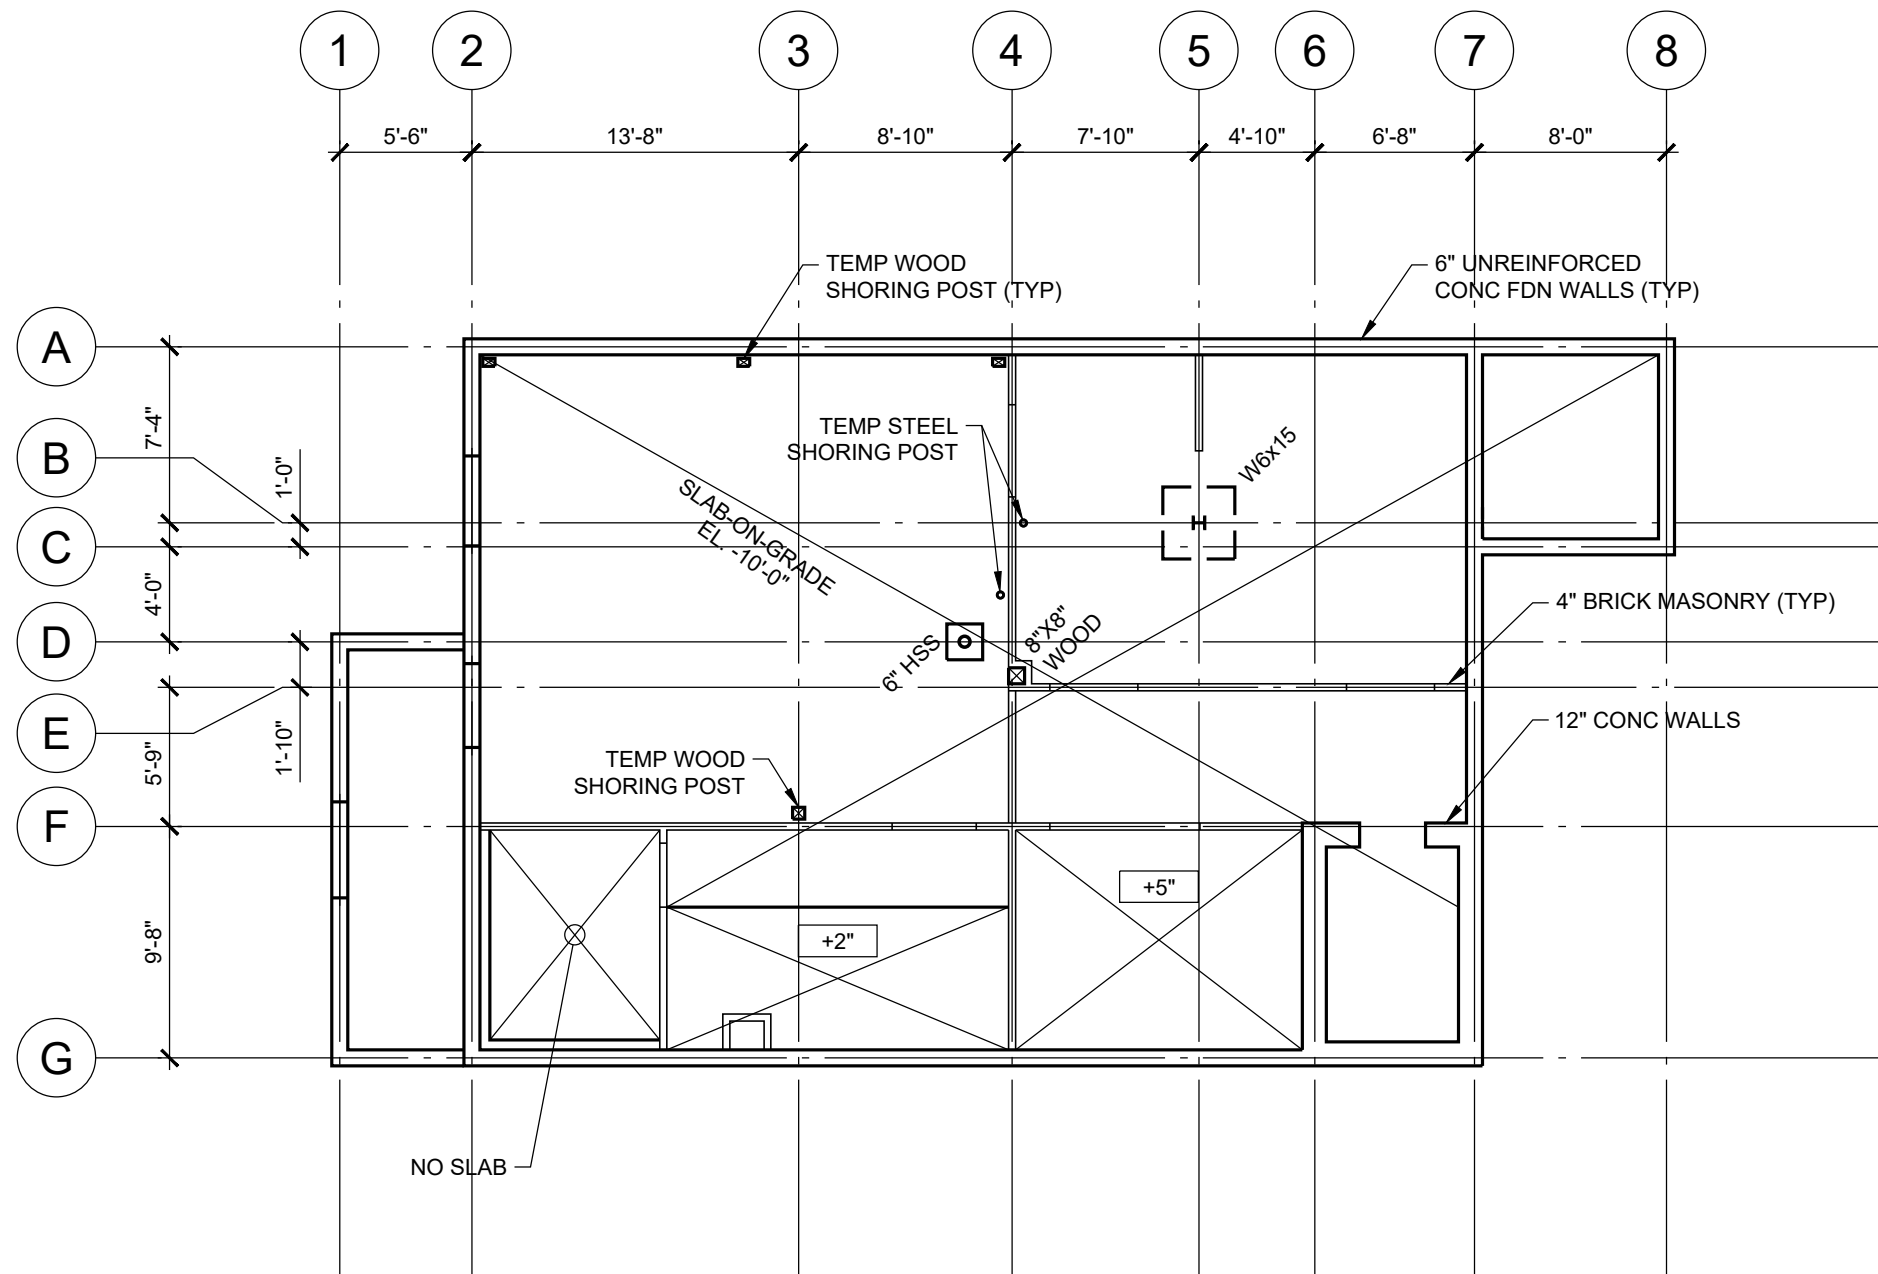 1
2
3
4
5
6
7
8
5'-6"
13'-8"
8'-10"
7'-10"
4'-10"
6'-8"
8'-0"
TEMP WOOD
SHORING POST (TYP)
6" UNREINFORCED
CONC FDN WALLS (TYP)
A
7'-4"
B
1'-0"
TEMP STEEL
SHORING POST
W6x15
SLAB-ON-GRADE
EL. -10'-0"
C
4'-0"
D
4" BRICK MASONRY (TYP)
8"X8"
WOOD
6" HSS
E
1'-10"
5'-9"
12" CONC WALLS
TEMP WOOD
SHORING POST
F
+5"
+2"
9'-8"
G
NO SLAB